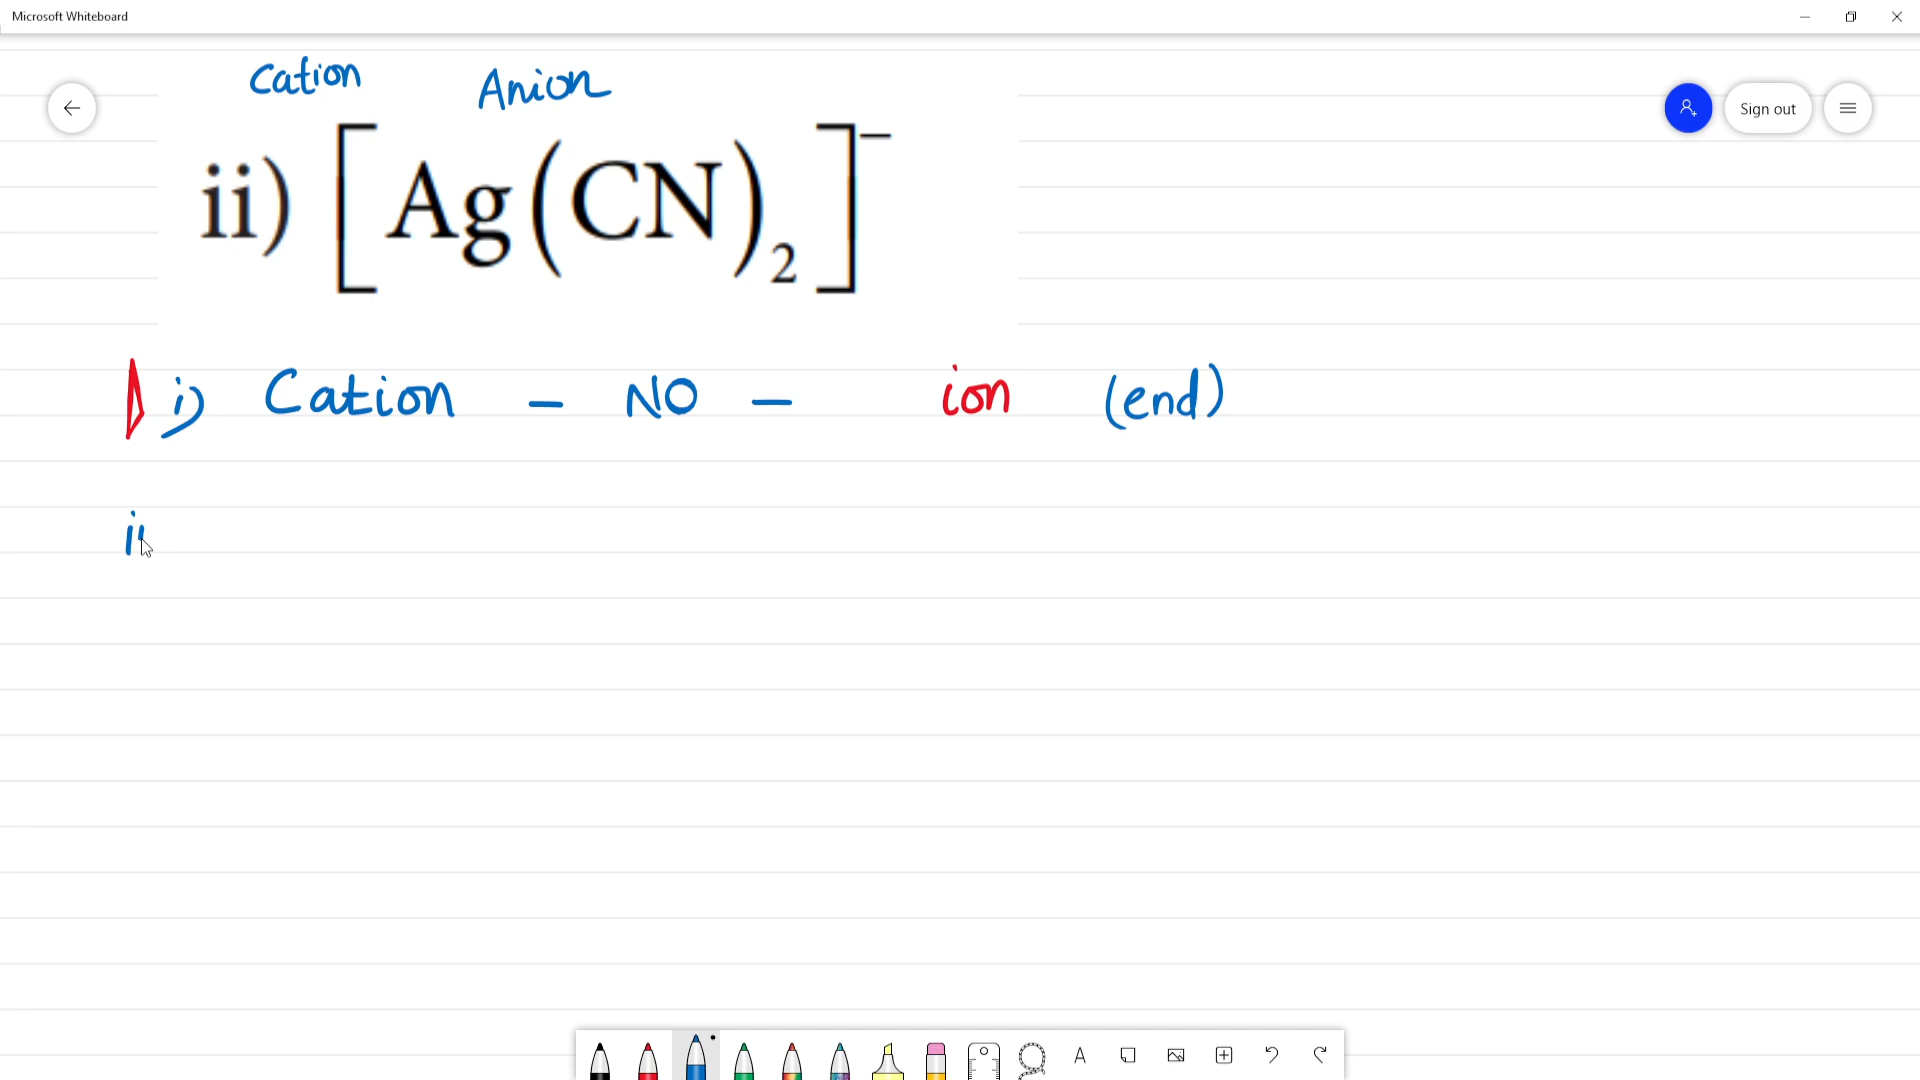 Microsoft Whiteboard
Cation Anion
Sign out
ii) [Ag(CN)₂]⁻
i) Cation - NO - ion (end)
ii
A